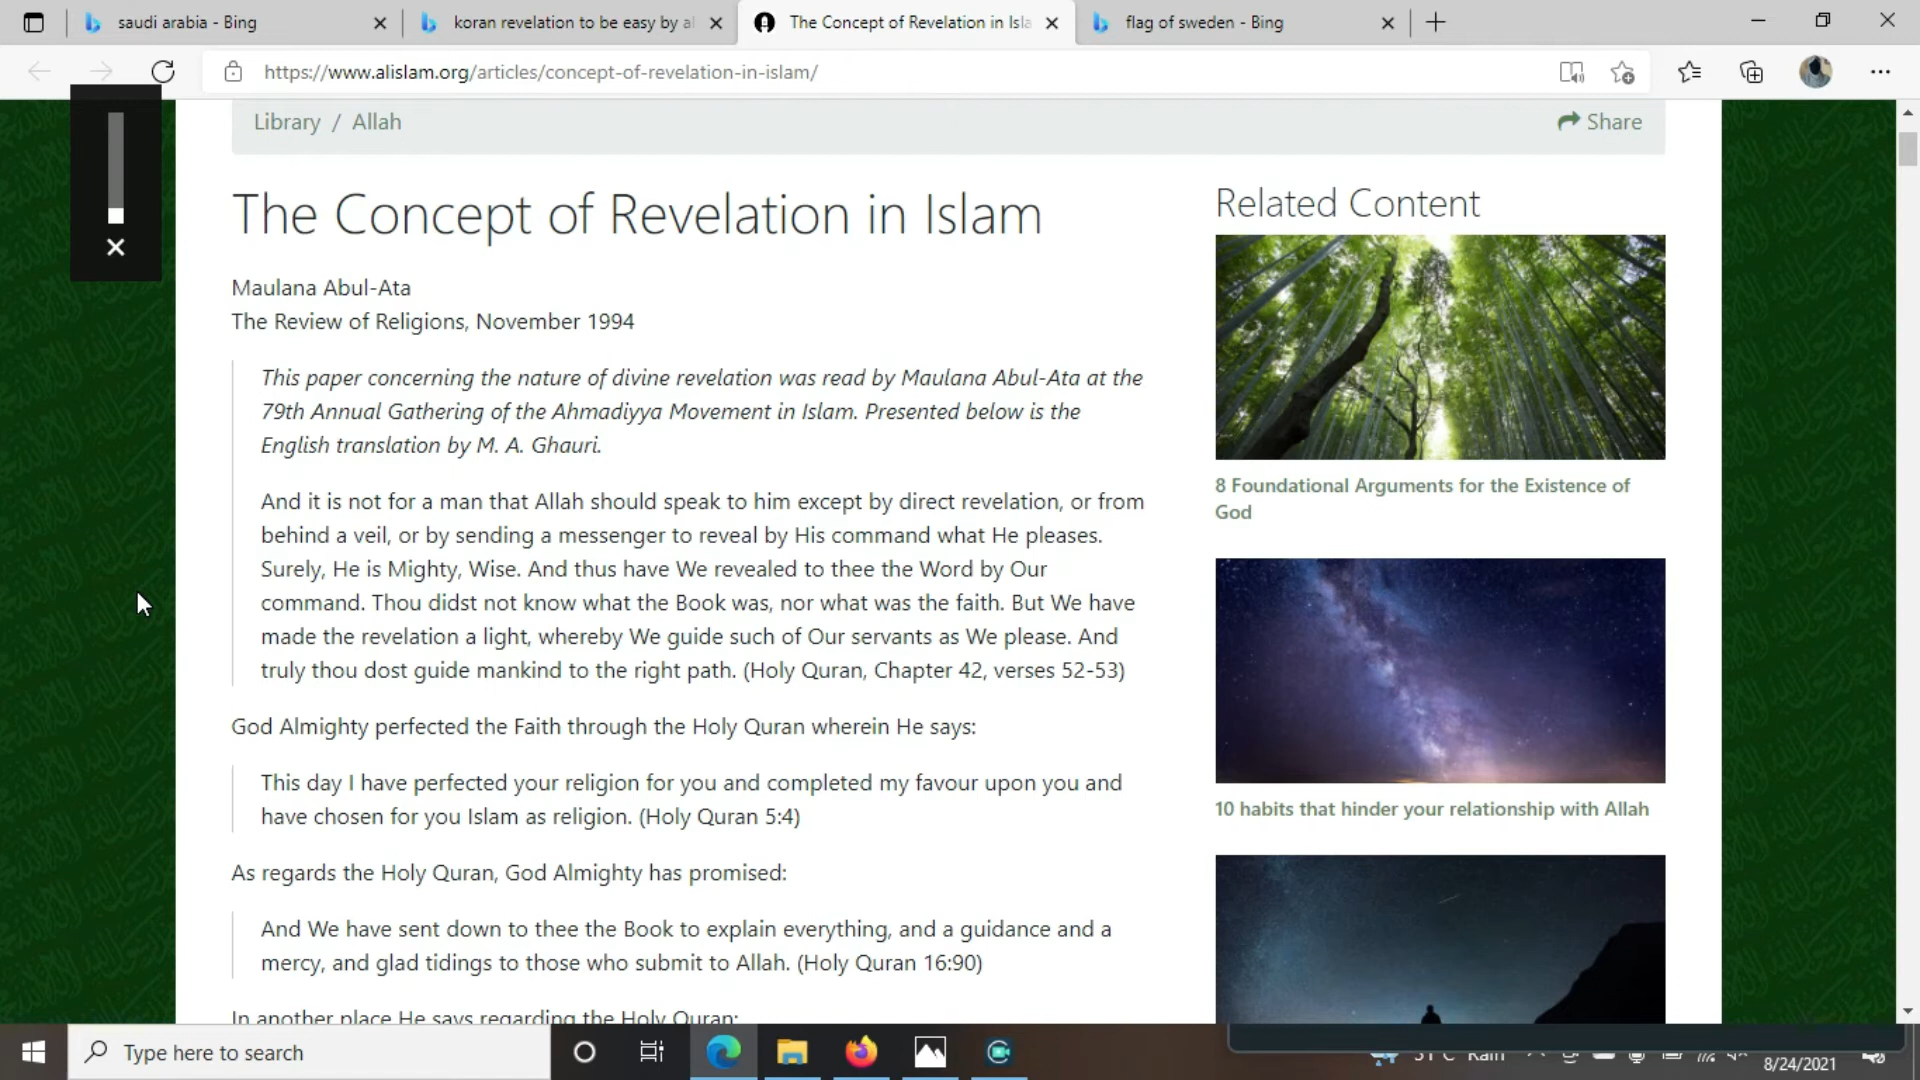 saudi arabia - Bing
koran revelation to be easy by al
The Concept of Revelation in Isla
flag of sweden - Bing
https://www.alislam.org/articles/concept-of-revelation-in-islam/
Library / Allah
Share
The Concept of Revelation in Islam
Maulana Abul-Ata
The Review of Religions, November 1994
This paper concerning the nature of divine revelation was read by Maulana Abul-Ata at the
79th Annual Gathering of the Ahmadiyya Movement in Islam. Presented below is the
English translation by M. A. Ghauri.
And it is not for a man that Allah should speak to him except by direct revelation, or from
behind a veil, or by sending a messenger to reveal by His command what He pleases.
Surely, He is Mighty, Wise. And thus have We revealed to thee the Word by Our
command. Thou didst not know what the Book was, nor what was the faith. But We have
made the revelation a light, whereby We guide such of Our servants as We please. And
truly thou dost guide mankind to the right path. (Holy Quran, Chapter 42, verses 52-53)
God Almighty perfected the Faith through the Holy Quran wherein He says:
This day I have perfected your religion for you and completed my favour upon you and
have chosen for you Islam as religion. (Holy Quran 5:4)
As regards the Holy Quran, God Almighty has promised:
And We have sent down to thee the Book to explain everything, and a guidance and a
mercy, and glad tidings to those who submit to Allah. (Holy Quran 16:90)
In another place He says regarding the Holy Quran:
Related Content
8 Foundational Arguments for the Existence of
God
10 habits that hinder your relationship with Allah
Type here to search
31°C Rain
8/24/2021